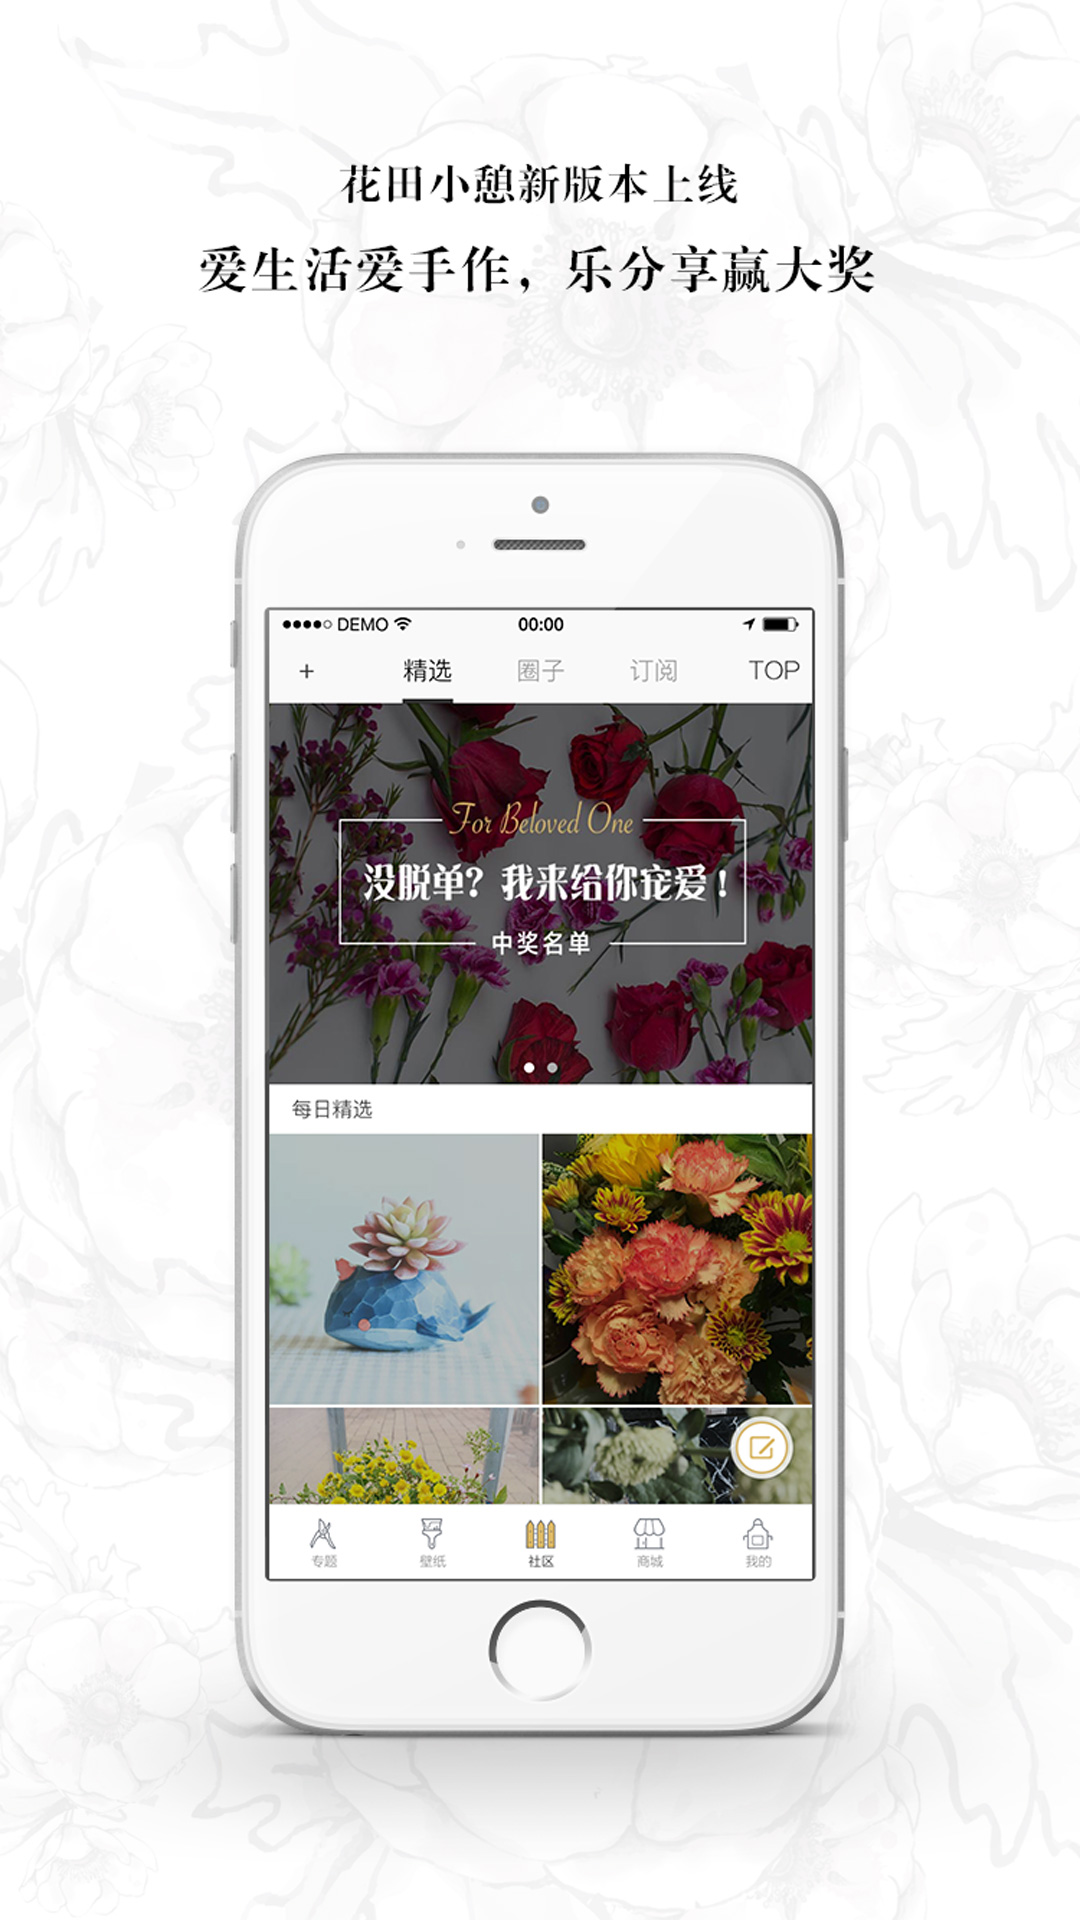 花田小憩新版本上线
爱生活爱手作，乐分享赢大奖
DEMO 00:00
+ 精选 圈子 订阅 TOP
For Beloved One
没脱单？我来给你宠爱！
中奖名单
每日精选
专题 壁纸 社区 商城 我的